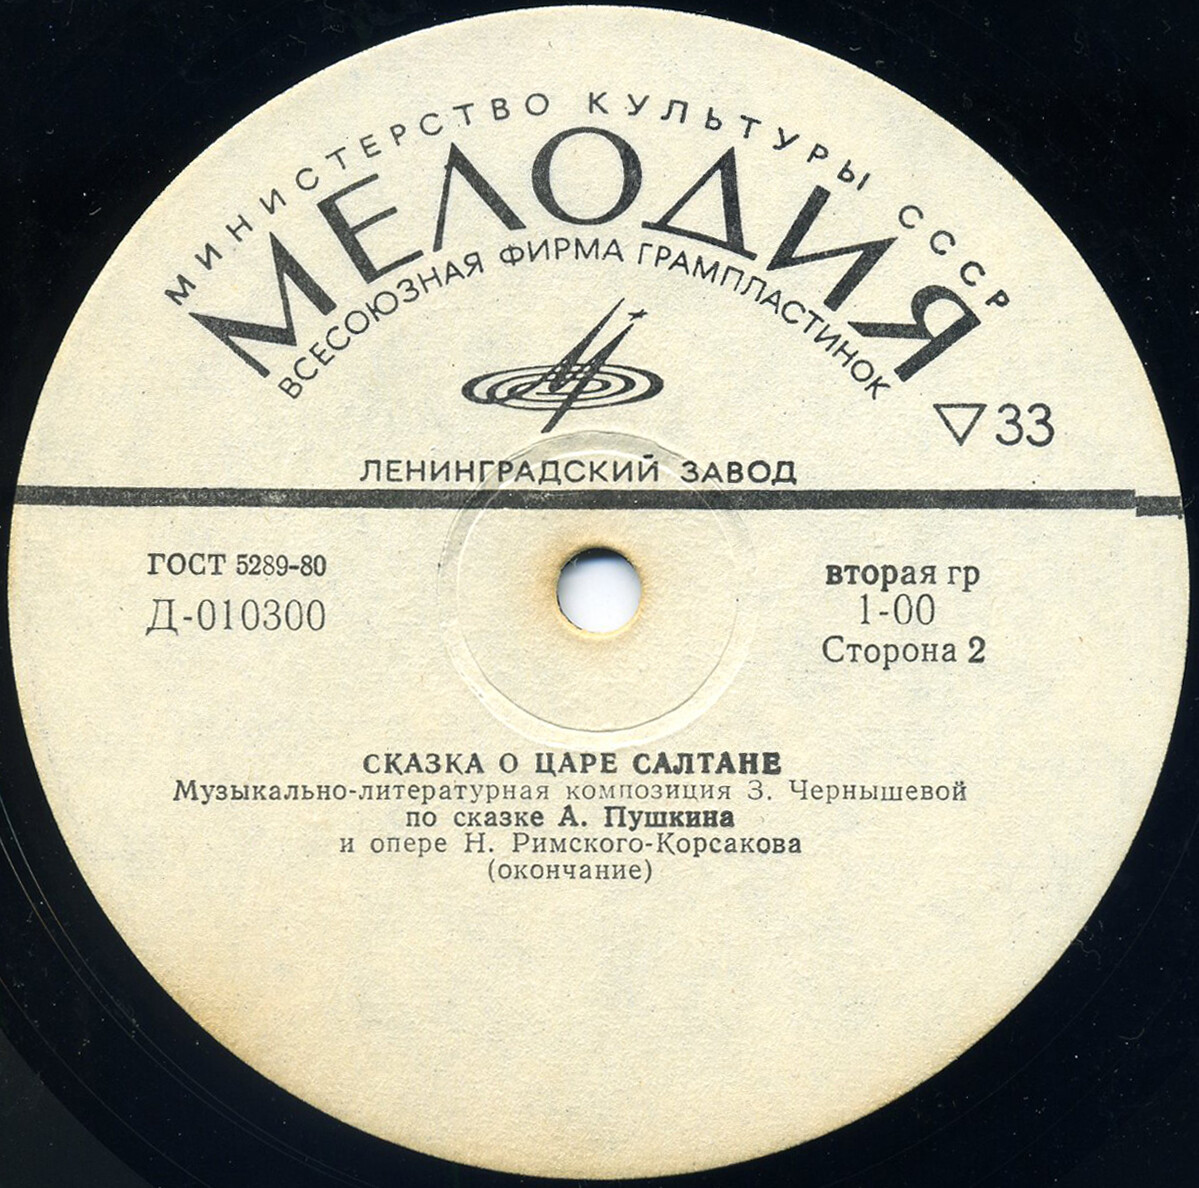 МИНИСТЕРСТВО КУЛЬТУРЫ СССР
МЕЛОДИЯ
ВСЕСОЮЗНАЯ ФИРМА ГРАМПЛАСТИНОК
33
ЛЕНИНГРАДСКИЙ ЗАВОД
ГОСТ 5289-80
Д-010300
вторая гр
1-00
Сторона 2
СКАЗКА О ЦАРЕ САЛТАНЕ
Музыкально-литературная композиция З. Чернышевой
по сказке А. Пушкина
и опере Н. Римского-Корсакова
(окончание)